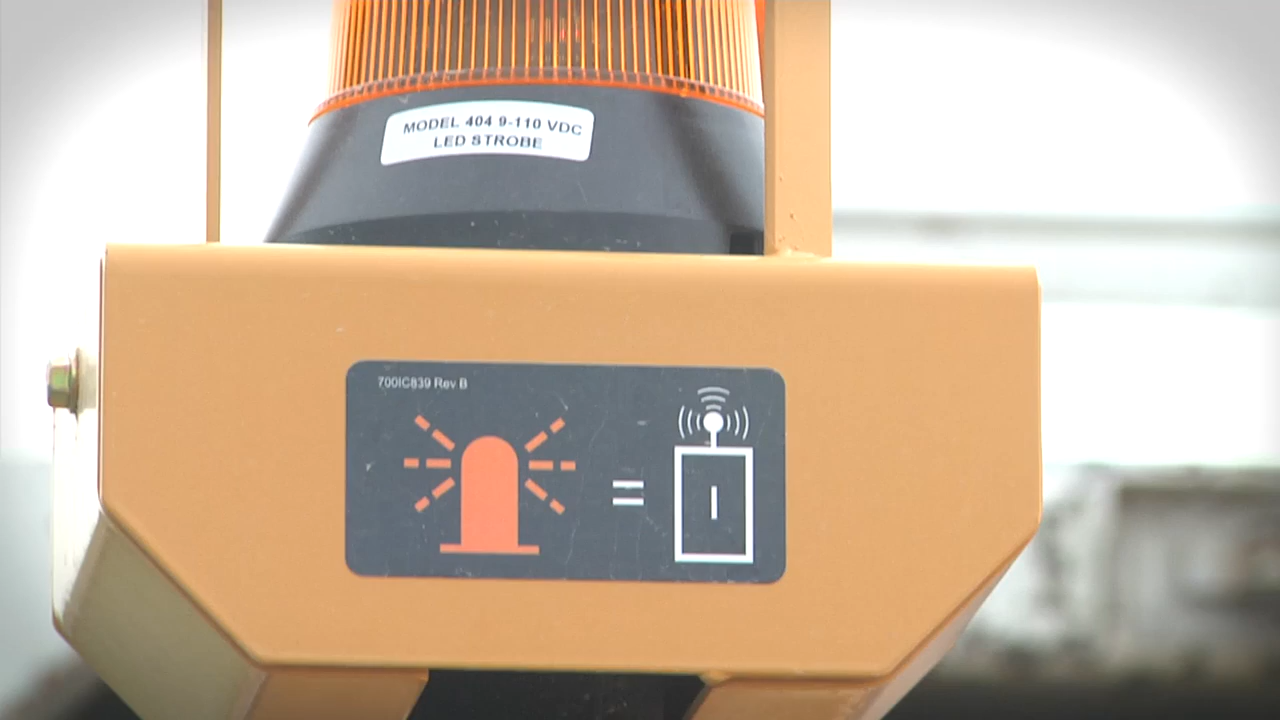 MODEL 404 9-110 VDC
LED STROBE
700IC839 Rev B
=
I